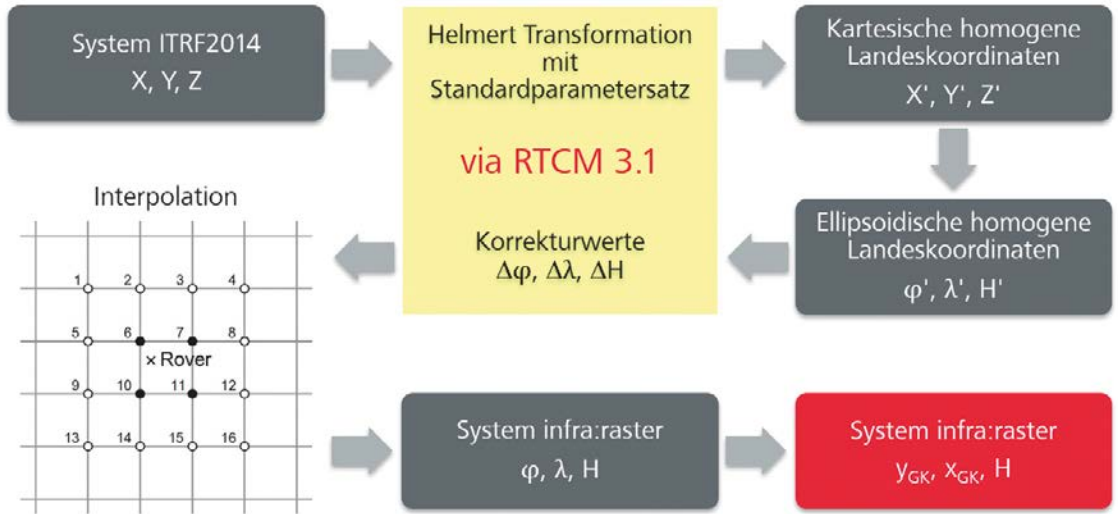 System ITRF2014
X, Y, Z
Helmert Transformation
mit
Standardparametersatz
via RTCM 3.1
Kartesische homogene
Landeskoordinaten
X', Y', Z'
Ellipsoidische homogene
Landeskoordinaten
φ', λ', H'
Korrekturwerte
Δφ, Δλ, ΔH
Interpolation
1 2 3 4
5 6 7 8
× Rover
9 10 11 12
13 14 15 16
System infra:raster
φ, λ, H
System infra:raster
yGK, xGK, H